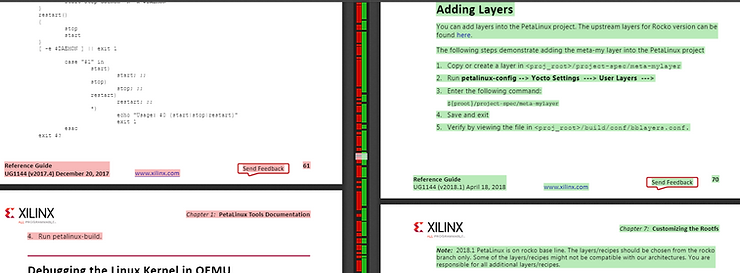 restart()
{
stop
start
}
[ -e $DAEMON ] || exit 1
case "$1" in
start)
start; ;;
stop)
stop; ;;
restart)
restart; ;;
*)
echo "Usage: $0 {start|stop|restart}"
exit 1
esac
exit $?
Reference Guide
UG1144 (v2017.4) December 20, 2017
www.xilinx.com
Send Feedback
61
XILINX
ALL PROGRAMMABLE
Chapter 1: PetaLinux Tools Documentation
4. Run petalinux-build.
Debugging the Linux Kernel in QEMU
Adding Layers
You can add layers into the PetaLinux project. The upstream layers for Rocko version can be
found here.
The following steps demonstrate adding the meta-my layer into the PetaLinux project
1. Copy or create a layer in <proj_root>/project-spec/meta-mylayer
2. Run petalinux-config --> Yocto Settings ---> User Layers --->
3. Enter the following command:
${proot}/project-spec/meta-mylayer
4. Save and exit
5. Verify by viewing the file in <proj_root>/build/conf/bblayers.conf.
Reference Guide
UG1144 (v2018.1) April 18, 2018
www.xilinx.com
Send Feedback
70
XILINX
ALL PROGRAMMABLE
Chapter 7: Customizing the Rootfs
Note: 2018.1 PetaLinux is on rocko base line. The layers/recipes should be chosen from the rocko
branch only. Some of the layers/recipes might not be compatible with our architectures. You are
responsible for all additional layers/recipes.